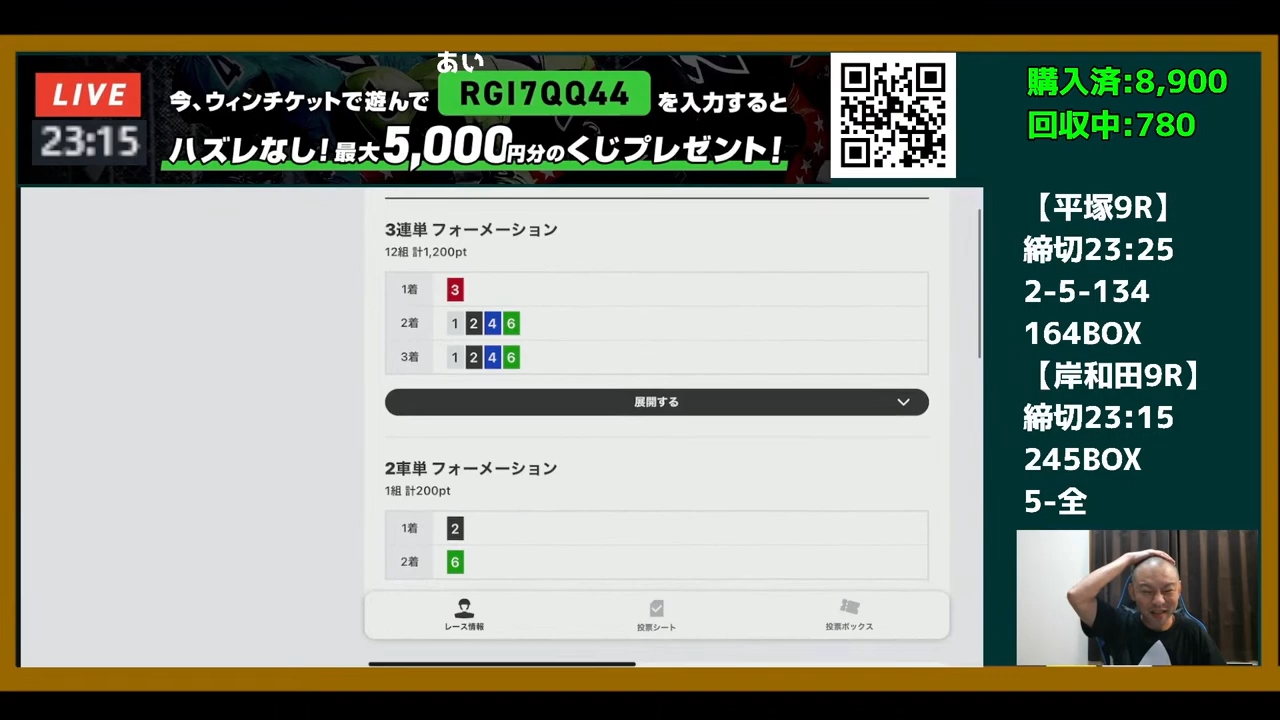 LIVE
23:15
あい
今、ウィンチケットで遊んで RGI7QQ44 を入力すると
ハズレなし!最大5,000円分のくじプレゼント!
購入済:8,900
回収中:780
3連単 フォーメーション
12組 計1,200pt
1着 3
2着 1 2 4 6
3着 1 2 4 6
展開する
2車単 フォーメーション
1組 計200pt
1着 2
2着 6
レース情報
投票シート
投票ボックス
【平塚9R】
締切23:25
2-5-134
164BOX
【岸和田9R】
締切23:15
245BOX
5-全